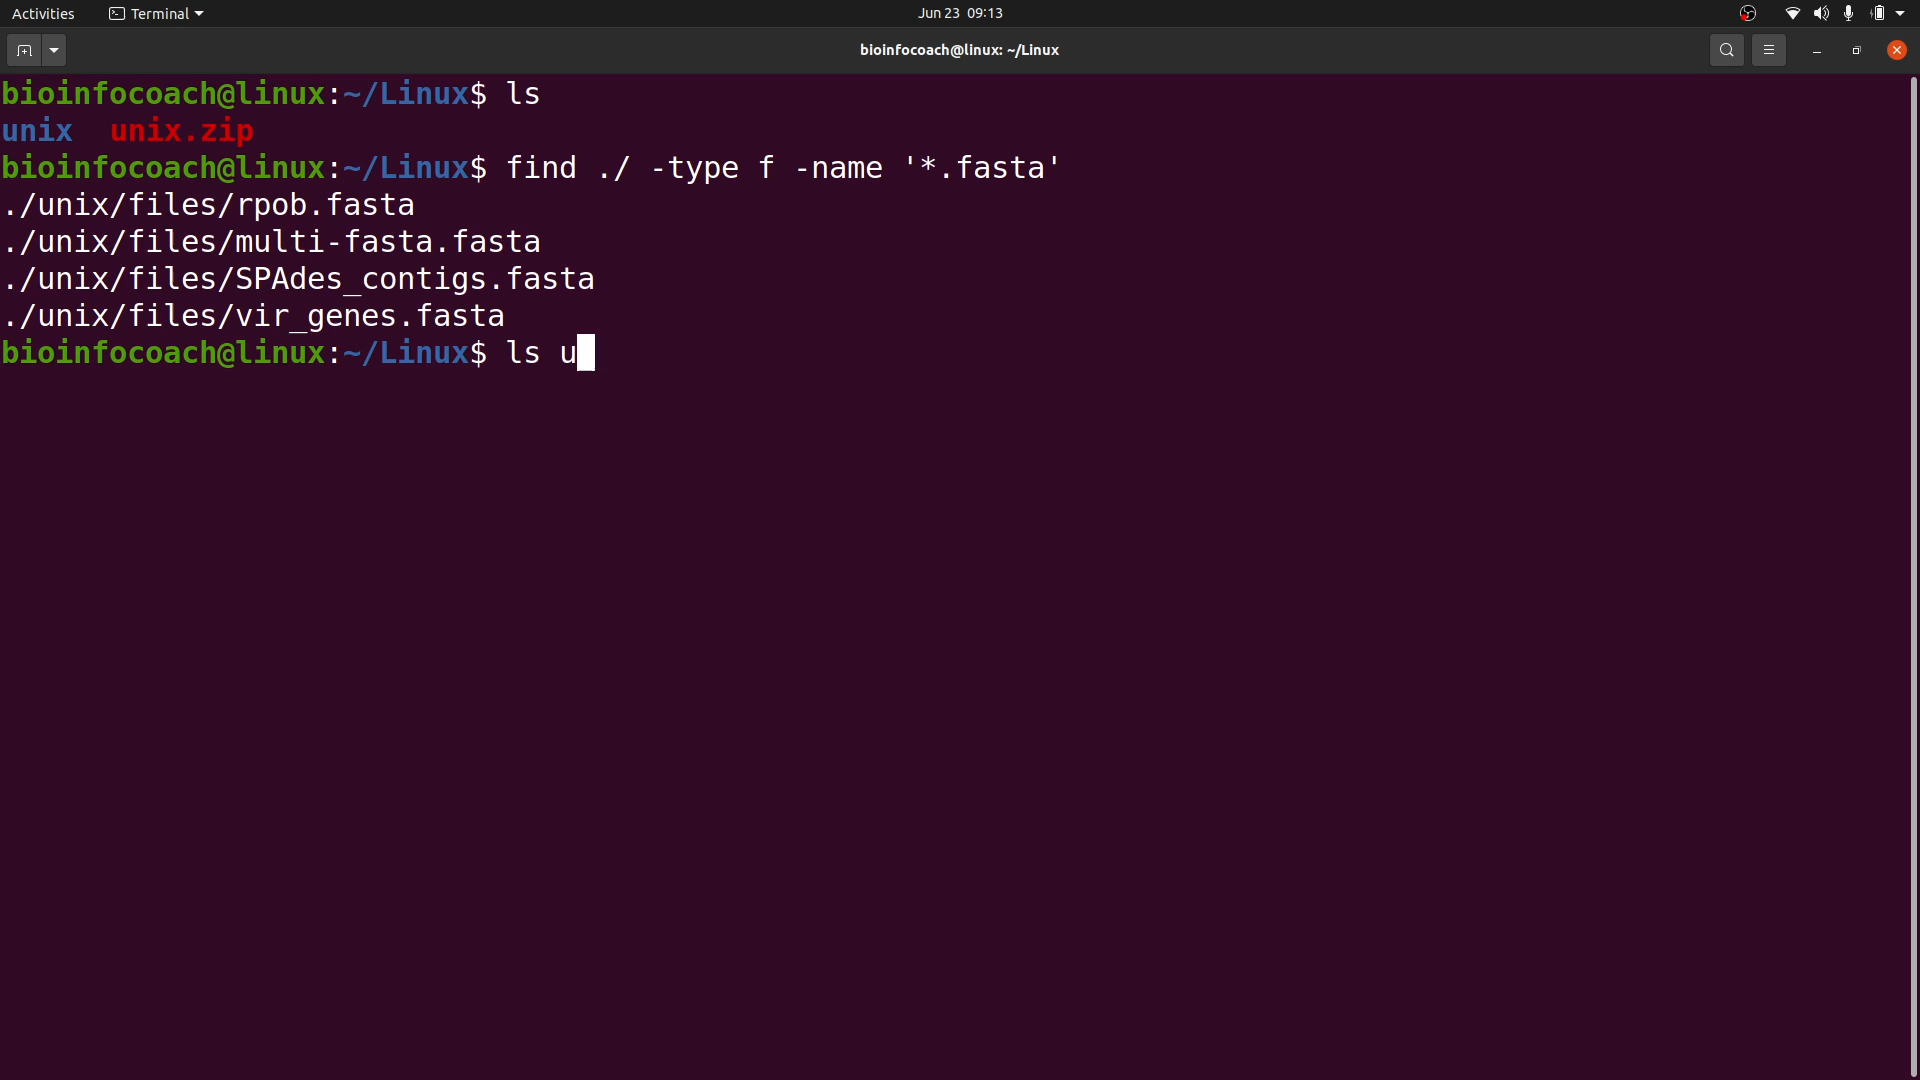 Activities Terminal Jun 23 09:13
bioinfocoach@linux: ~/Linux
bioinfocoach@linux:~/Linux$ ls
unix  unix.zip
bioinfocoach@linux:~/Linux$ find ./ -type f -name '*.fasta'
./unix/files/rpob.fasta
./unix/files/multi-fasta.fasta
./unix/files/SPAdes_contigs.fasta
./unix/files/vir_genes.fasta
bioinfocoach@linux:~/Linux$ ls u